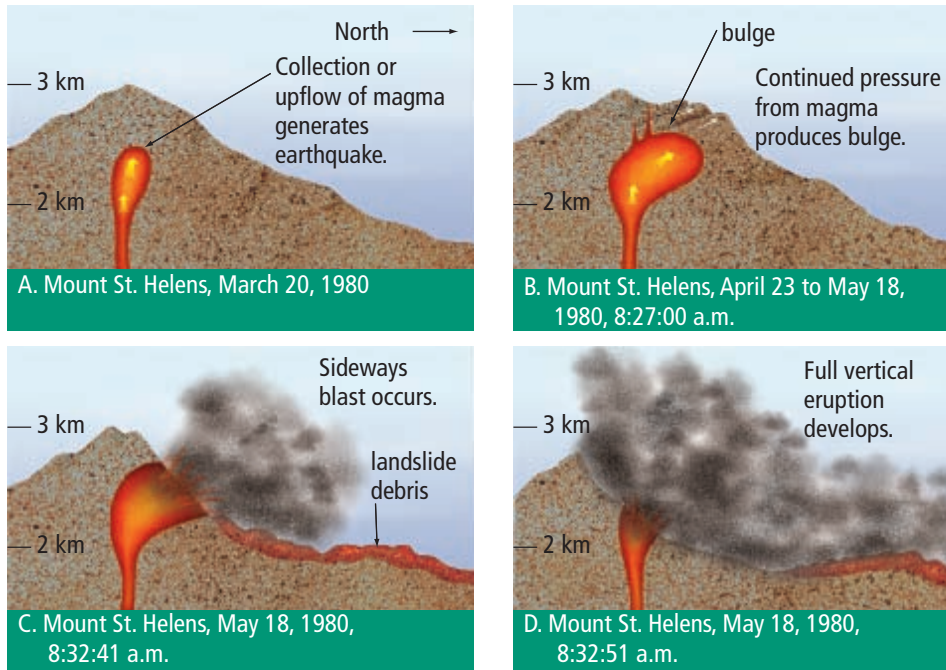 North
Collection or
upflow of magma
generates
earthquake.
3 km
2 km
A. Mount St. Helens, March 20, 1980
bulge
Continued pressure
from magma
produces bulge.
3 km
2 km
B. Mount St. Helens, April 23 to May 18,
1980, 8:27:00 a.m.
Sideways
blast occurs.
landslide
debris
3 km
2 km
C. Mount St. Helens, May 18, 1980,
8:32:41 a.m.
Full vertical
eruption
develops.
3 km
2 km
D. Mount St. Helens, May 18, 1980,
8:32:51 a.m.